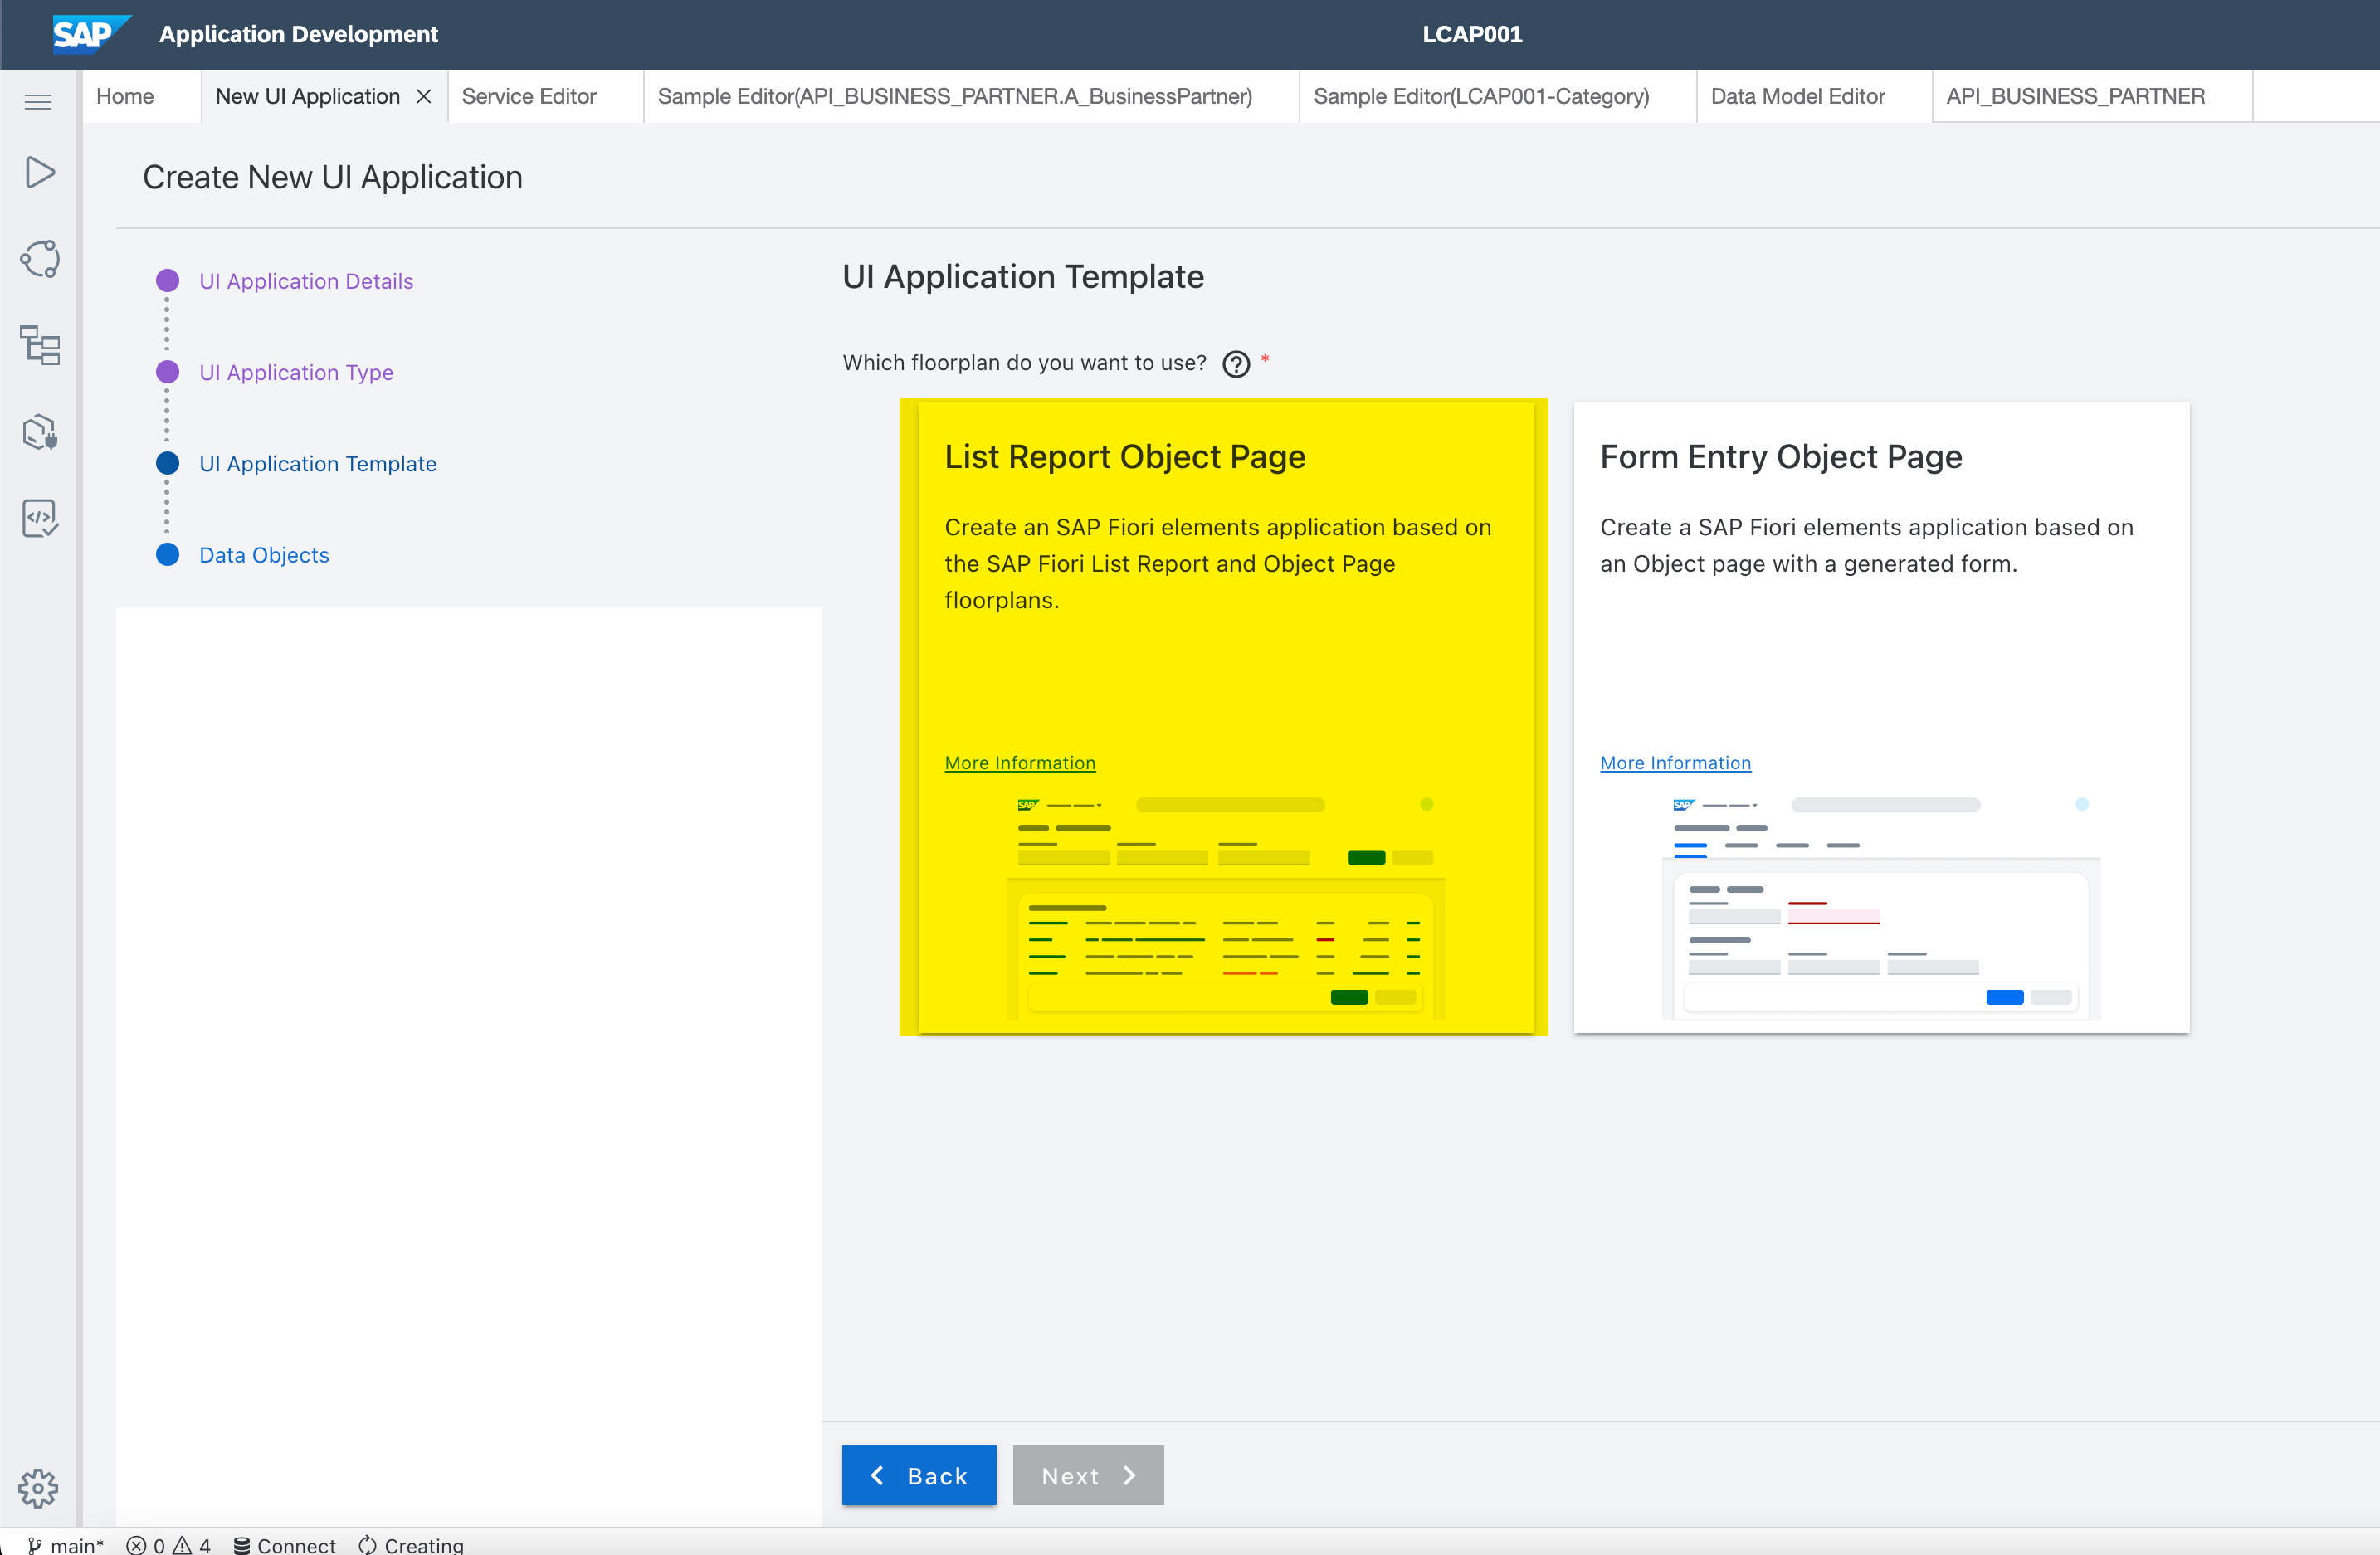 SAP Application Development LCAP001
Home New UI Application Service Editor Sample Editor(API_BUSINESS_PARTNER.A_BusinessPartner) Sample Editor(LCAP001-Category) Data Model Editor API_BUSINESS_PARTNER
Create New UI Application
UI Application Details
UI Application Type
UI Application Template
Data Objects
UI Application Template
Which floorplan do you want to use? *
List Report Object Page
Create an SAP Fiori elements application based on
the SAP Fiori List Report and Object Page
floorplans.
More Information
SAP
Form Entry Object Page
Create a SAP Fiori elements application based on
an Object page with a generated form.
More Information
SAP
Back Next
main* 0 4 Connect Creating